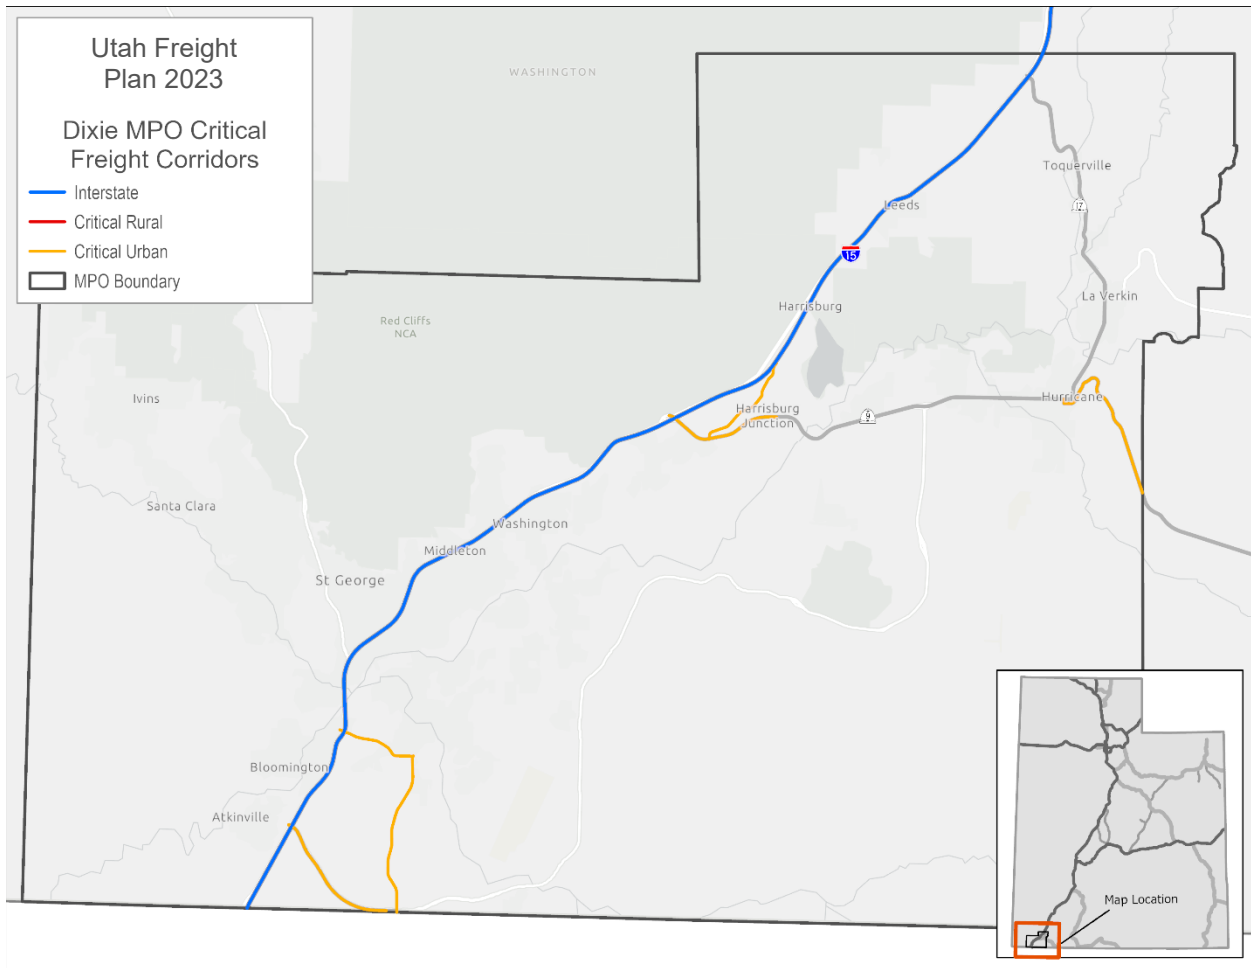 Utah Freight
Plan 2023
Dixie MPO Critical
Freight Corridors
Interstate
Critical Rural
Critical Urban
MPO Boundary
WASHINGTON
Toquerville
17
Leeds
15
La Verkin
Harrisburg
Red Cliffs
NCA
Ivins
Hurricane
Harrisburg
Junction
9
Santa Clara
Washington
Middleton
St George
Bloomington
Atkinville
Map Location